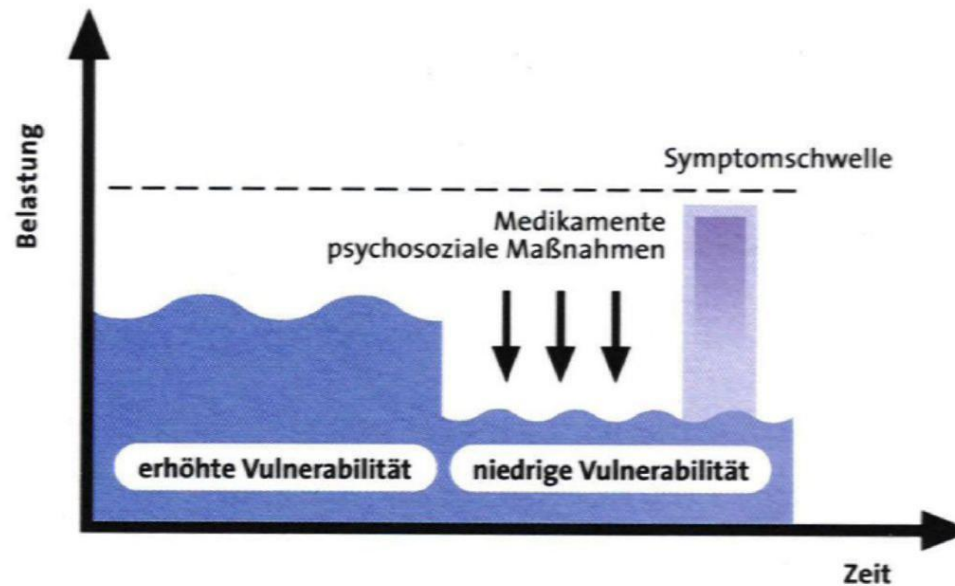 Belastung
Symptomschwelle
Medikamente
psychosoziale Maßnahmen
erhöhte Vulnerabilität
niedrige Vulnerabilität
Zeit